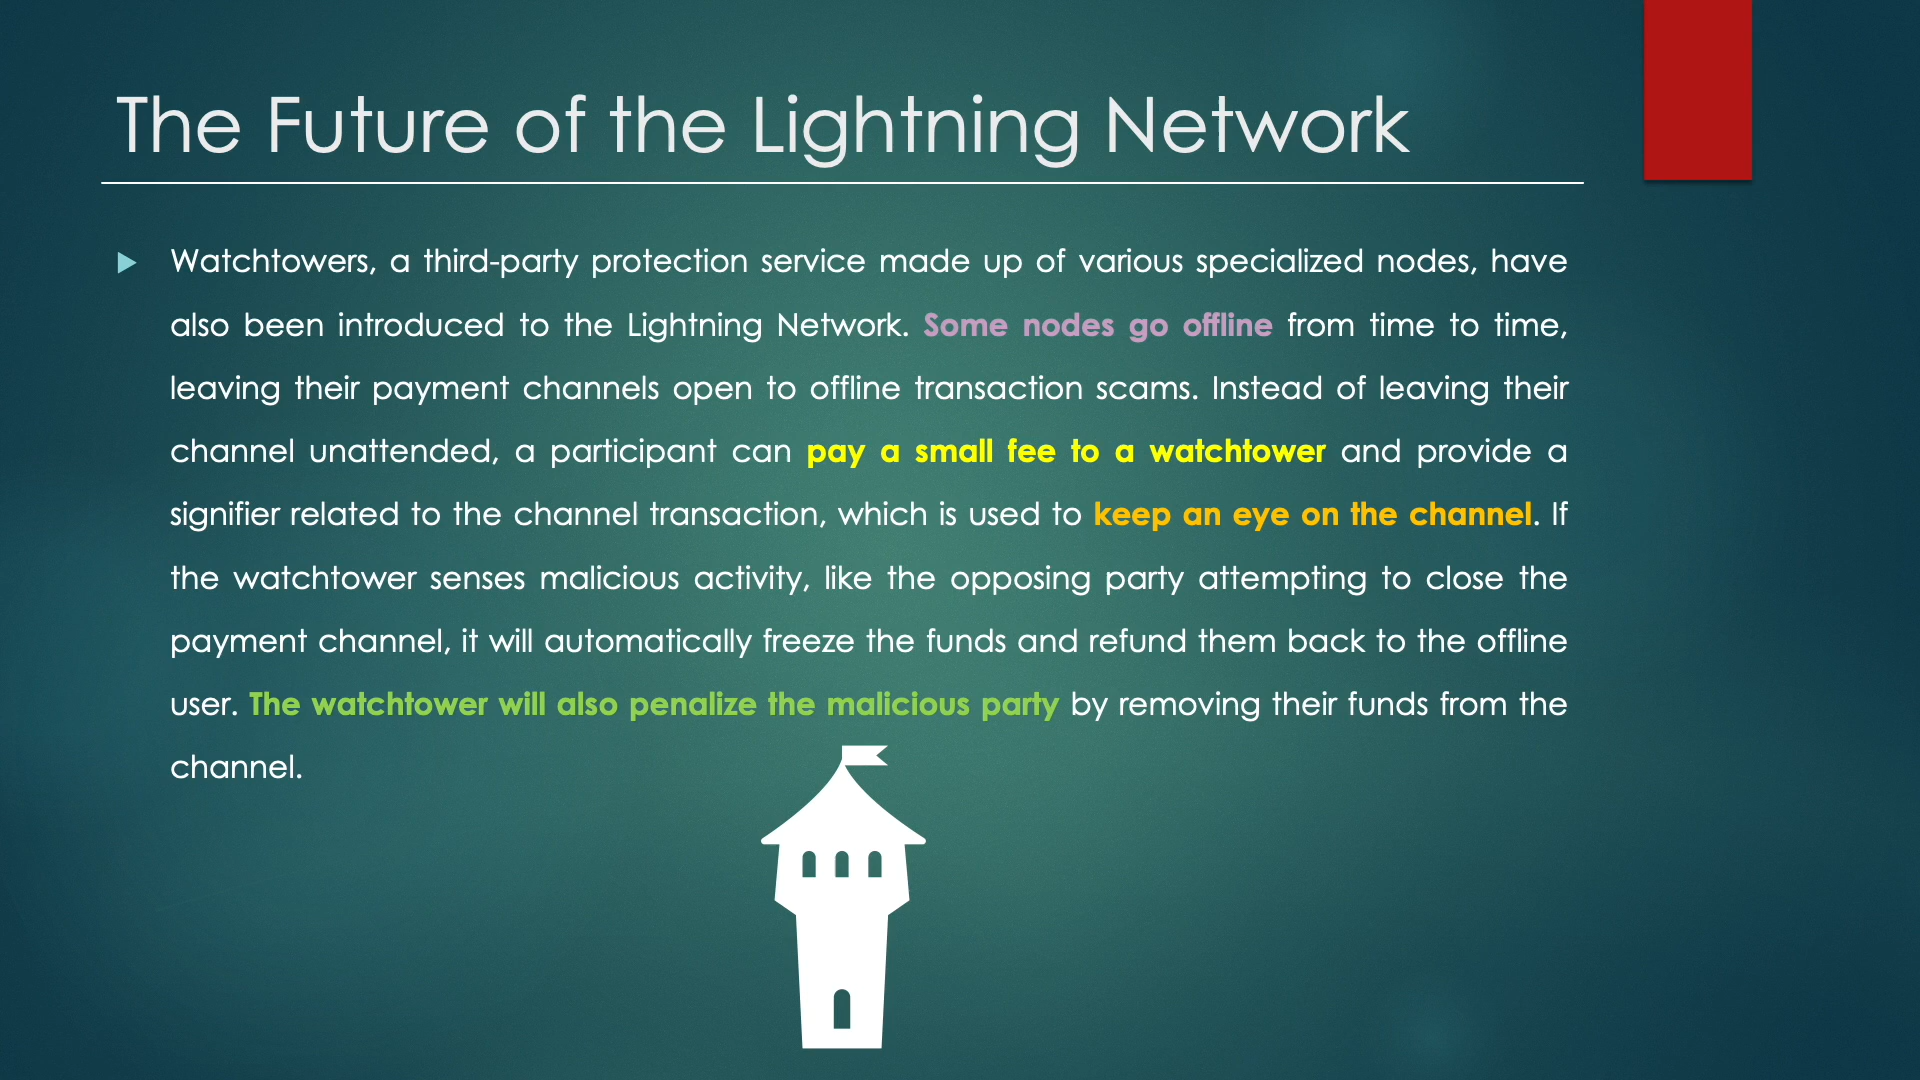 The Future of the Lightning Network
Watchtowers, a third-party protection service made up of various specialized nodes, have
also been introduced to the Lightning Network. Some nodes go offline from time to time,
leaving their payment channels open to offline transaction scams. Instead of leaving their
channel unattended, a participant can pay a small fee to a watchtower and provide a
signifier related to the channel transaction, which is used to keep an eye on the channel. If
the watchtower senses malicious activity, like the opposing party attempting to close the
payment channel, it will automatically freeze the funds and refund them back to the offline
user. The watchtower will also penalize the malicious party by removing their funds from the
channel.